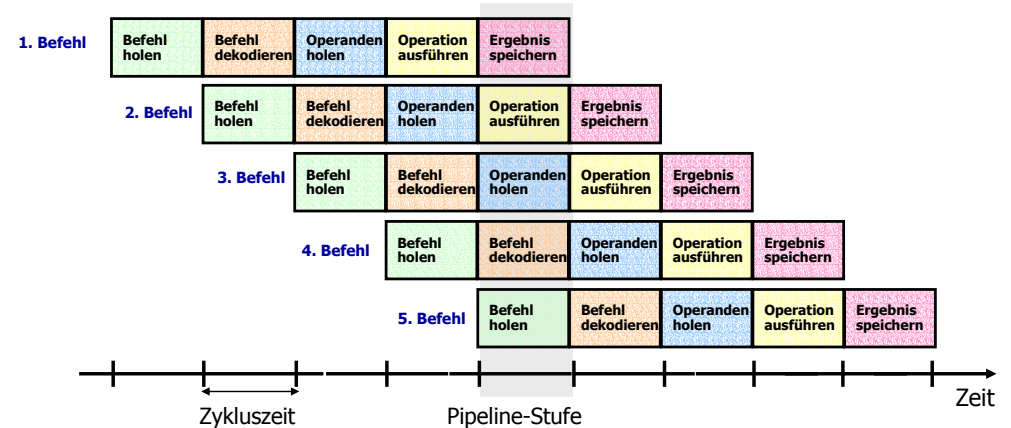 1. Befehl
Befehl
holen
Befehl
dekodieren
Operanden
holen
Operation
ausführen
Ergebnis
speichern
2. Befehl
Befehl
holen
Befehl
dekodieren
Operanden
holen
Operation
ausführen
Ergebnis
speichern
3. Befehl
Befehl
holen
Befehl
dekodieren
Operanden
holen
Operation
ausführen
Ergebnis
speichern
4. Befehl
Befehl
holen
Befehl
dekodieren
Operanden
holen
Operation
ausführen
Ergebnis
speichern
5. Befehl
Befehl
holen
Befehl
dekodieren
Operanden
holen
Operation
ausführen
Ergebnis
speichern
Zeit
Zykluszeit
Pipeline-Stufe